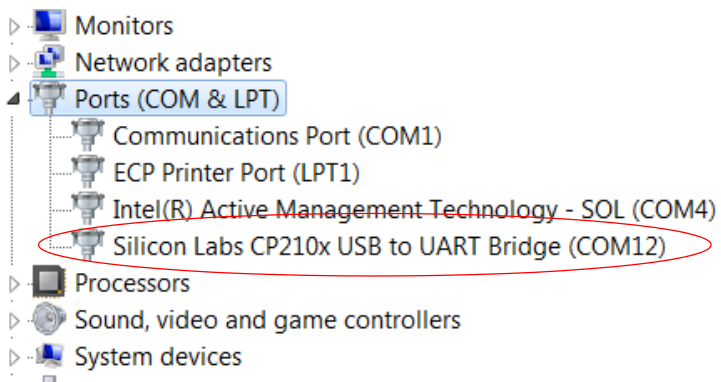 Monitors
Network adapters
Ports (COM & LPT)
Communications Port (COM1)
ECP Printer Port (LPT1)
Intel(R) Active Management Technology - SOL (COM4)
Silicon Labs CP210x USB to UART Bridge (COM12)
Processors
Sound, video and game controllers
System devices